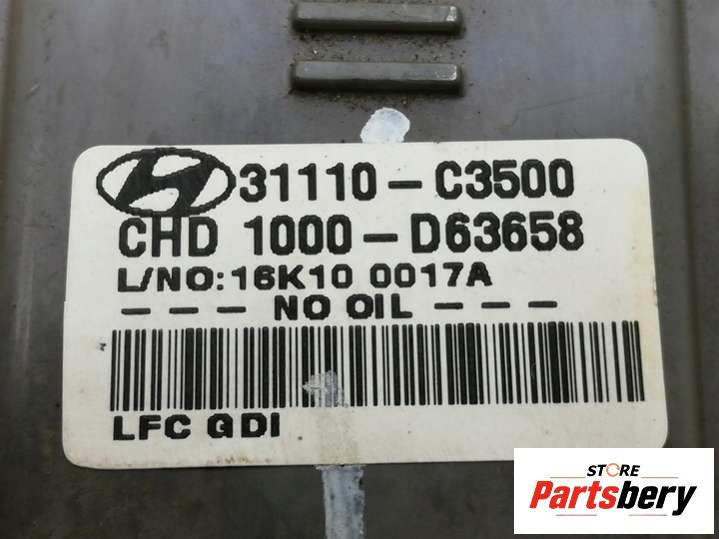 31110-C3500
CHD 1000-D63658
L/NO:16K10 0017A
- - - NO OIL - - -
LFC GDI
STORE
Partsbery